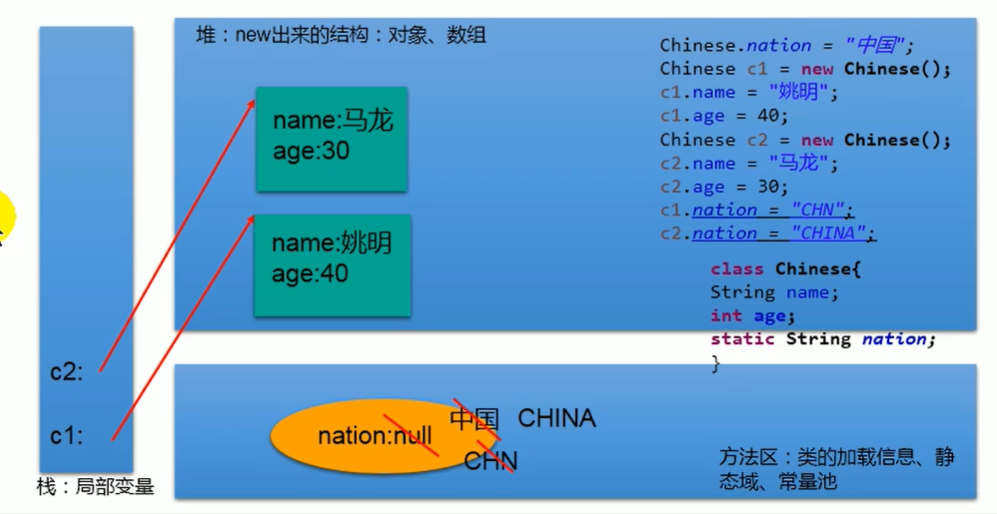 堆：new出来的结构：对象、数组
Chinese.nation = "中国";
Chinese c1 = new Chinese();
c1.name = "姚明";
c1.age = 40;
Chinese c2 = new Chinese();
c2.name = "马龙";
c2.age = 30;
c1.nation = "CHN";
c2.nation = "CHINA";
class Chinese{
String name;
int age;
static String nation;
}
name:马龙
age:30
name:姚明
age:40
c2:
c1:
栈：局部变量
nation:null
中国 CHINA
CHN
方法区：类的加载信息、静
态域、常量池